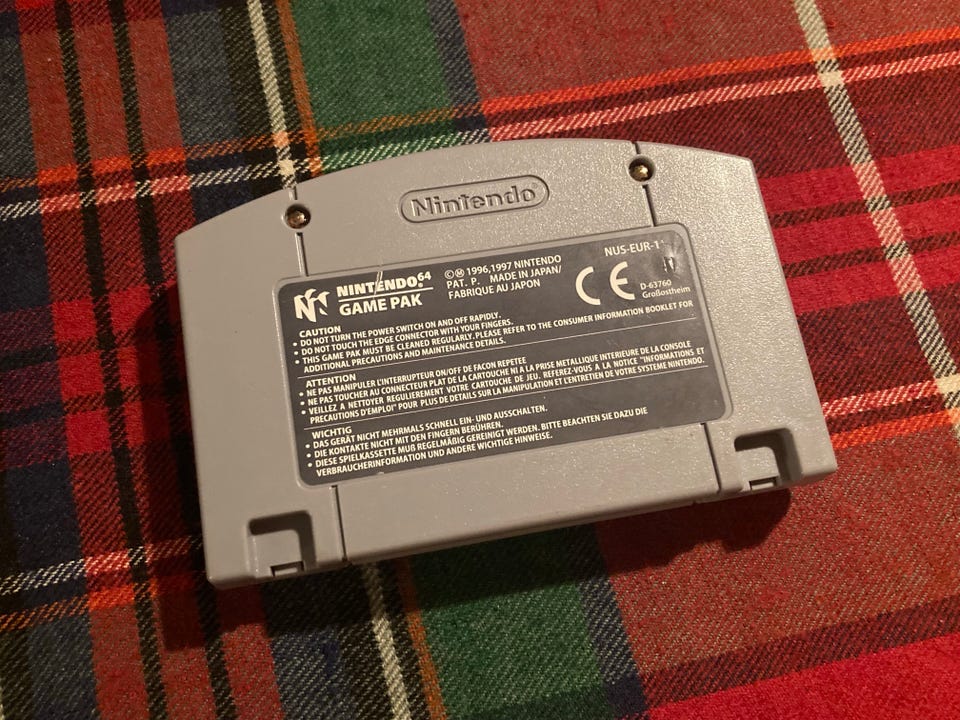 Nintendo®
NINTENDO64
GAME PAK
©Ⓜ 1996,1997 NINTENDO
PAT. P. MADE IN JAPAN/
FABRIQUE AU JAPON
NUS-EUR-1
CE
D-63760
Großostheim
CAUTION
• DO NOT TURN THE POWER SWITCH ON AND OFF RAPIDLY.
• DO NOT TOUCH THE EDGE CONNECTOR WITH YOUR FINGERS.
• THIS GAME PAK MUST BE CLEANED REGULARLY. PLEASE REFER TO THE CONSUMER INFORMATION BOOKLET FOR
ADDITIONAL PRECAUTIONS AND MAINTENANCE DETAILS.
ATTENTION
• NE PAS MANIPULER L'INTERRUPTEUR ON/OFF DE FACON REPETEE
• NE PAS TOUCHER AU CONNECTEUR PLAT DE LA CARTOUCHE NI A LA PRISE METALLIQUE INTERIEURE DE LA CONSOLE
• VEILLEZ A NETTOYER REGULIEREMENT VOTRE CARTOUCHE DE JEU. REFEREZ-VOUS A LA NOTICE "INFORMATIONS ET
PRECAUTIONS D'EMPLOI" POUR PLUS DE DETAILS SUR LA MANIPULATION ET L'ENTRETIEN DE VOTRE SYSTEME NINTENDO.
WICHTIG
• DAS GERÄT NICHT MEHRMALS SCHNELL EIN- UND AUSSCHALTEN.
• DIE KONTAKTE NICHT MIT DEN FINGERN BERÜHREN.
• DIESE SPIELKASSETTE MUß REGELMÄßIG GEREINIGT WERDEN. BITTE BEACHTEN SIE DAZU DIE
VERBRAUCHERINFORMATION UND ANDERE WICHTIGE HINWEISE.